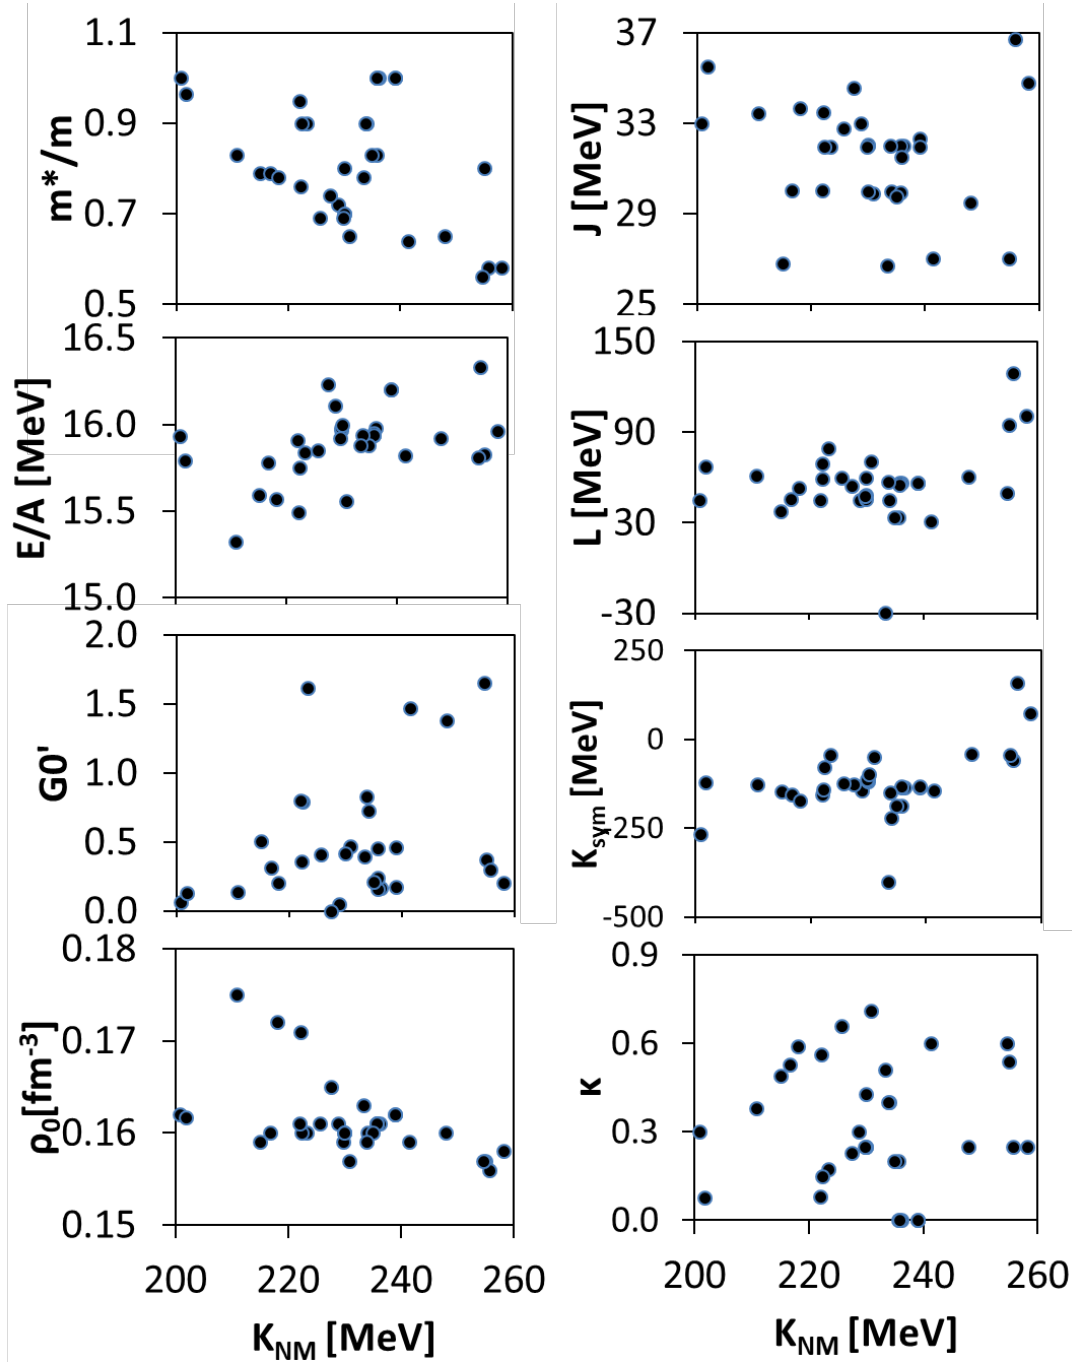 1.1
0.9
0.7
0.5
m*/m
37
33
29
25
J [MeV]
16.5
16.0
15.5
15.0
E/A [MeV]
150
90
30
-30
L [MeV]
2.0
1.5
1.0
0.5
0.0
G0'
250
0
-250
-500
Ksym [MeV]
0.18
0.17
0.16
0.15
ρ0[fm-3]
0.9
0.6
0.3
0.0
κ
200 220 240 260
KNM [MeV]
200 220 240 260
KNM [MeV]